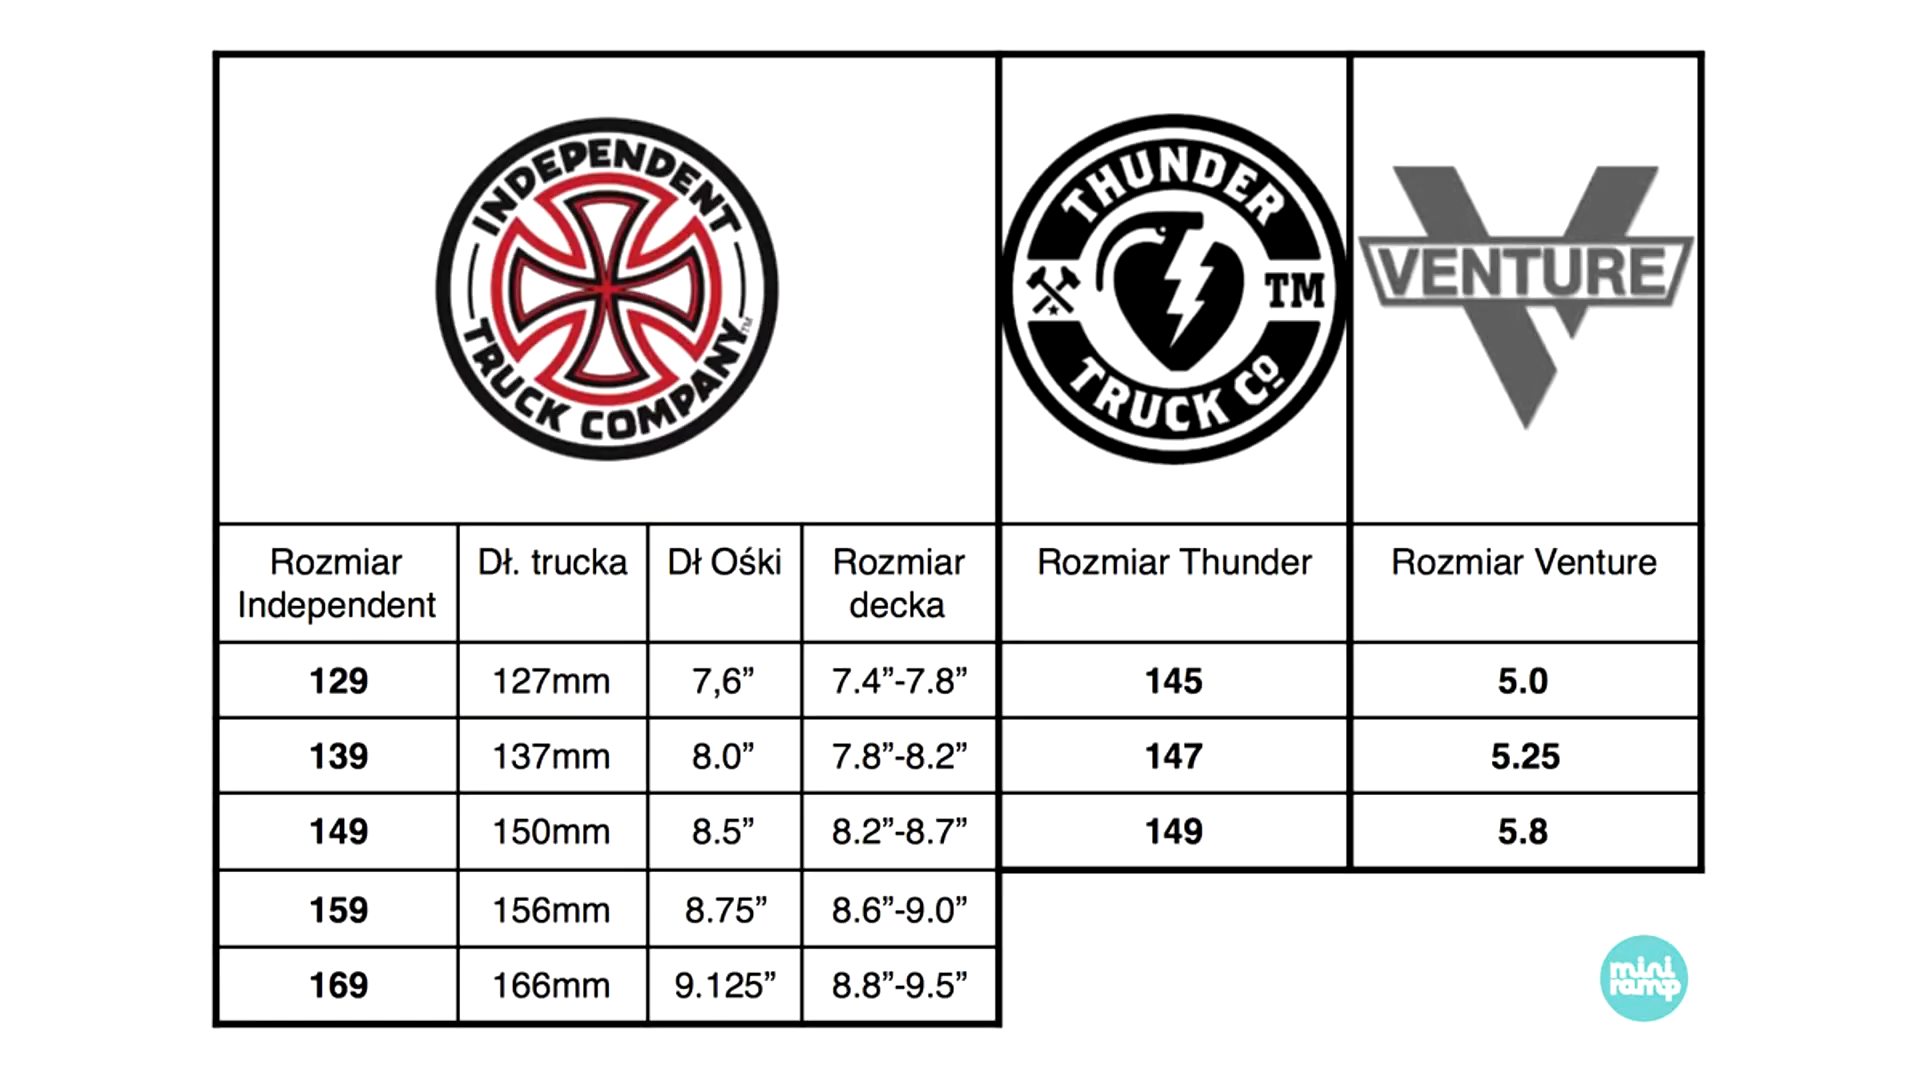 INDEPENDENT
TRUCK COMPANY™
THUNDER
TM
TRUCK Cº
VENTURE
Rozmiar Independent Dł. trucka Dł Ośki Rozmiar decka Rozmiar Thunder Rozmiar Venture
129 127mm 7,6” 7.4”-7.8” 145 5.0
139 137mm 8.0” 7.8”-8.2” 147 5.25
149 150mm 8.5” 8.2”-8.7” 149 5.8
159 156mm 8.75” 8.6”-9.0”
169 166mm 9.125” 8.8”-9.5”
mini
ramp